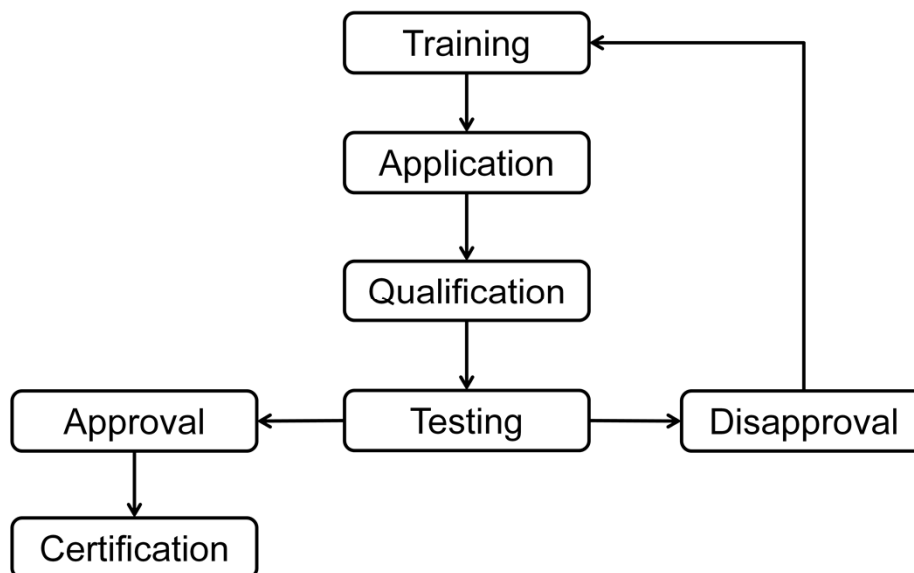 Training
Application
Qualification
Approval
Testing
Disapproval
Certification